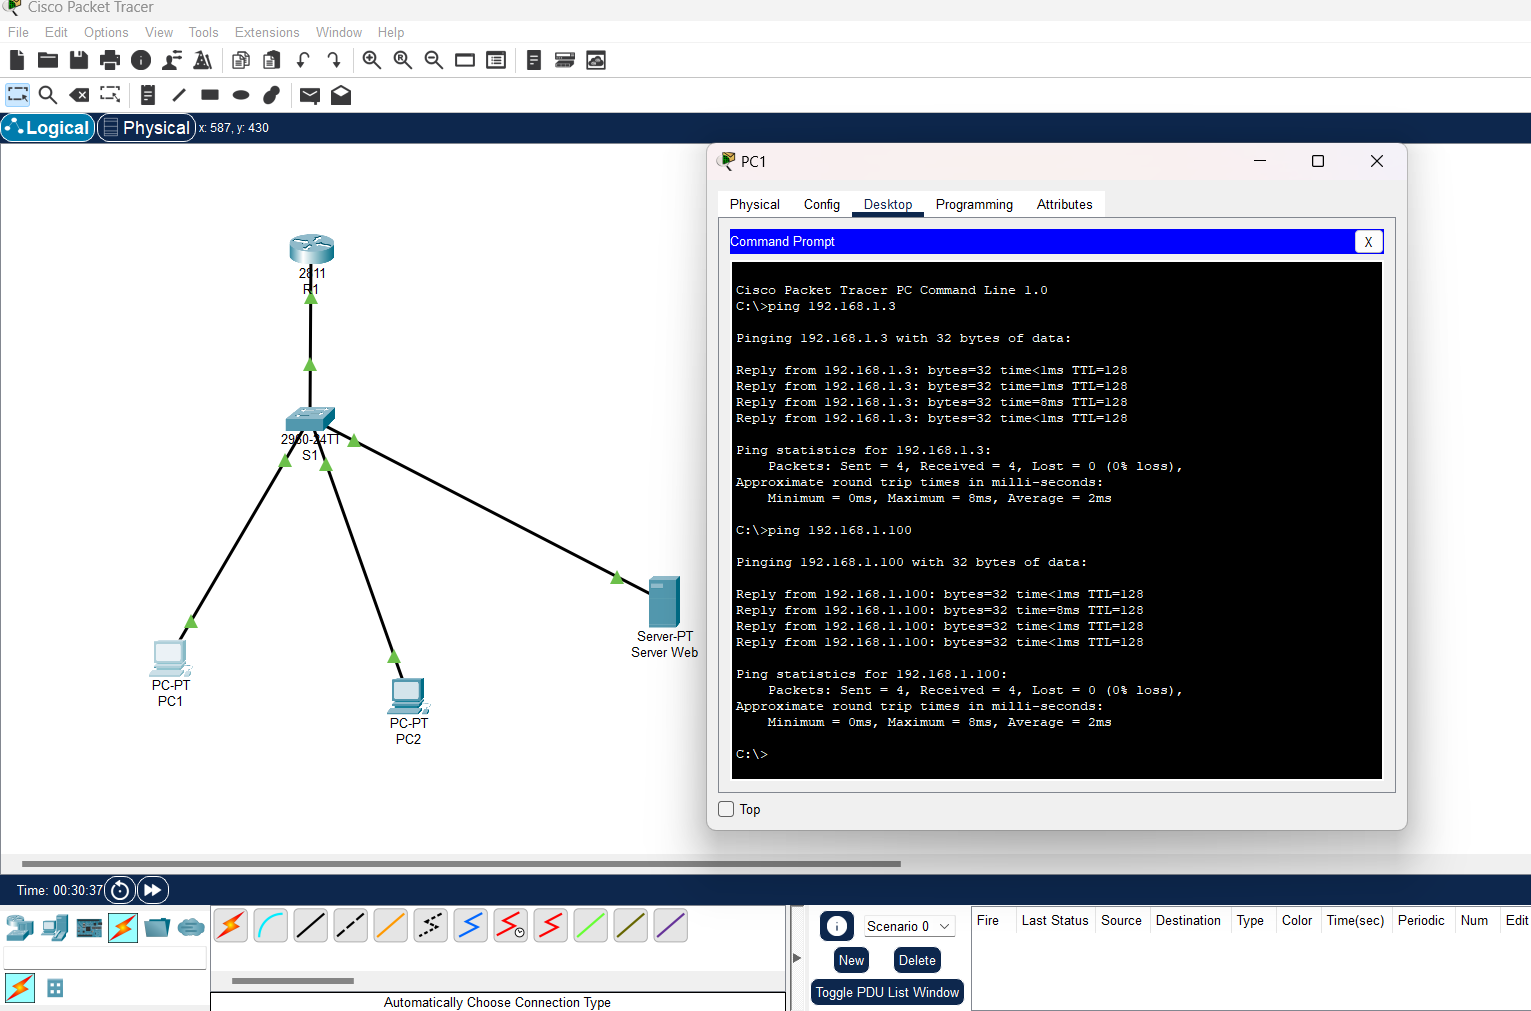 Cisco Packet Tracer
File Edit Options View Tools Extensions Window Help
Logical Physical x: 587, y: 430
2811
R1
2960-24TT
S1
PC-PT
PC1
PC-PT
PC2
Server-PT
Server Web
PC1
Physical Config Desktop Programming Attributes
Command Prompt X
Cisco Packet Tracer PC Command Line 1.0
C:\>ping 192.168.1.3
Pinging 192.168.1.3 with 32 bytes of data:
Reply from 192.168.1.3: bytes=32 time<1ms TTL=128
Reply from 192.168.1.3: bytes=32 time=1ms TTL=128
Reply from 192.168.1.3: bytes=32 time=8ms TTL=128
Reply from 192.168.1.3: bytes=32 time<1ms TTL=128
Ping statistics for 192.168.1.3:
Packets: Sent = 4, Received = 4, Lost = 0 (0% loss),
Approximate round trip times in milli-seconds:
Minimum = 0ms, Maximum = 8ms, Average = 2ms
C:\>ping 192.168.1.100
Pinging 192.168.1.100 with 32 bytes of data:
Reply from 192.168.1.100: bytes=32 time<1ms TTL=128
Reply from 192.168.1.100: bytes=32 time=8ms TTL=128
Reply from 192.168.1.100: bytes=32 time<1ms TTL=128
Reply from 192.168.1.100: bytes=32 time<1ms TTL=128
Ping statistics for 192.168.1.100:
Packets: Sent = 4, Received = 4, Lost = 0 (0% loss),
Approximate round trip times in milli-seconds:
Minimum = 0ms, Maximum = 8ms, Average = 2ms
C:\>
Top
Time: 00:30:37
Automatically Choose Connection Type
Scenario 0
New Delete
Toggle PDU List Window
Fire Last Status Source Destination Type Color Time(sec) Periodic Num Edit